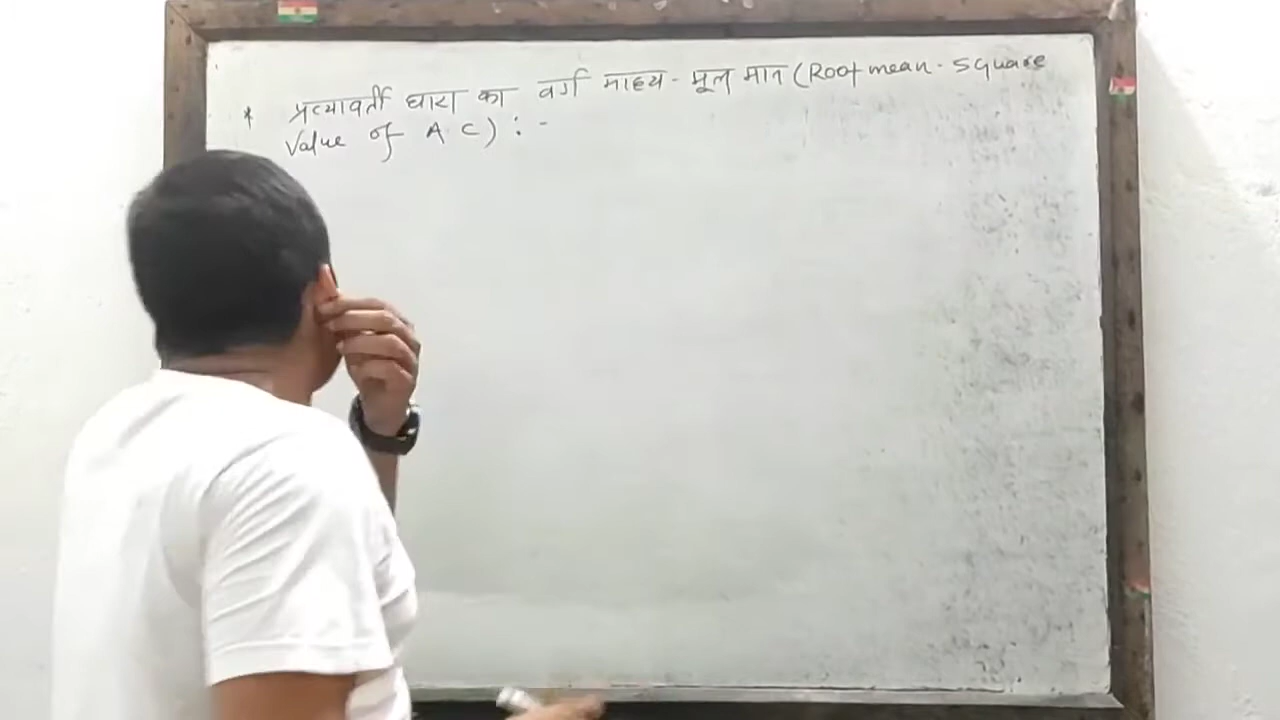 * प्रत्यावर्ती धारा का वर्ग माध्य - मूल मान (Root mean - square
Value of A.C) : -